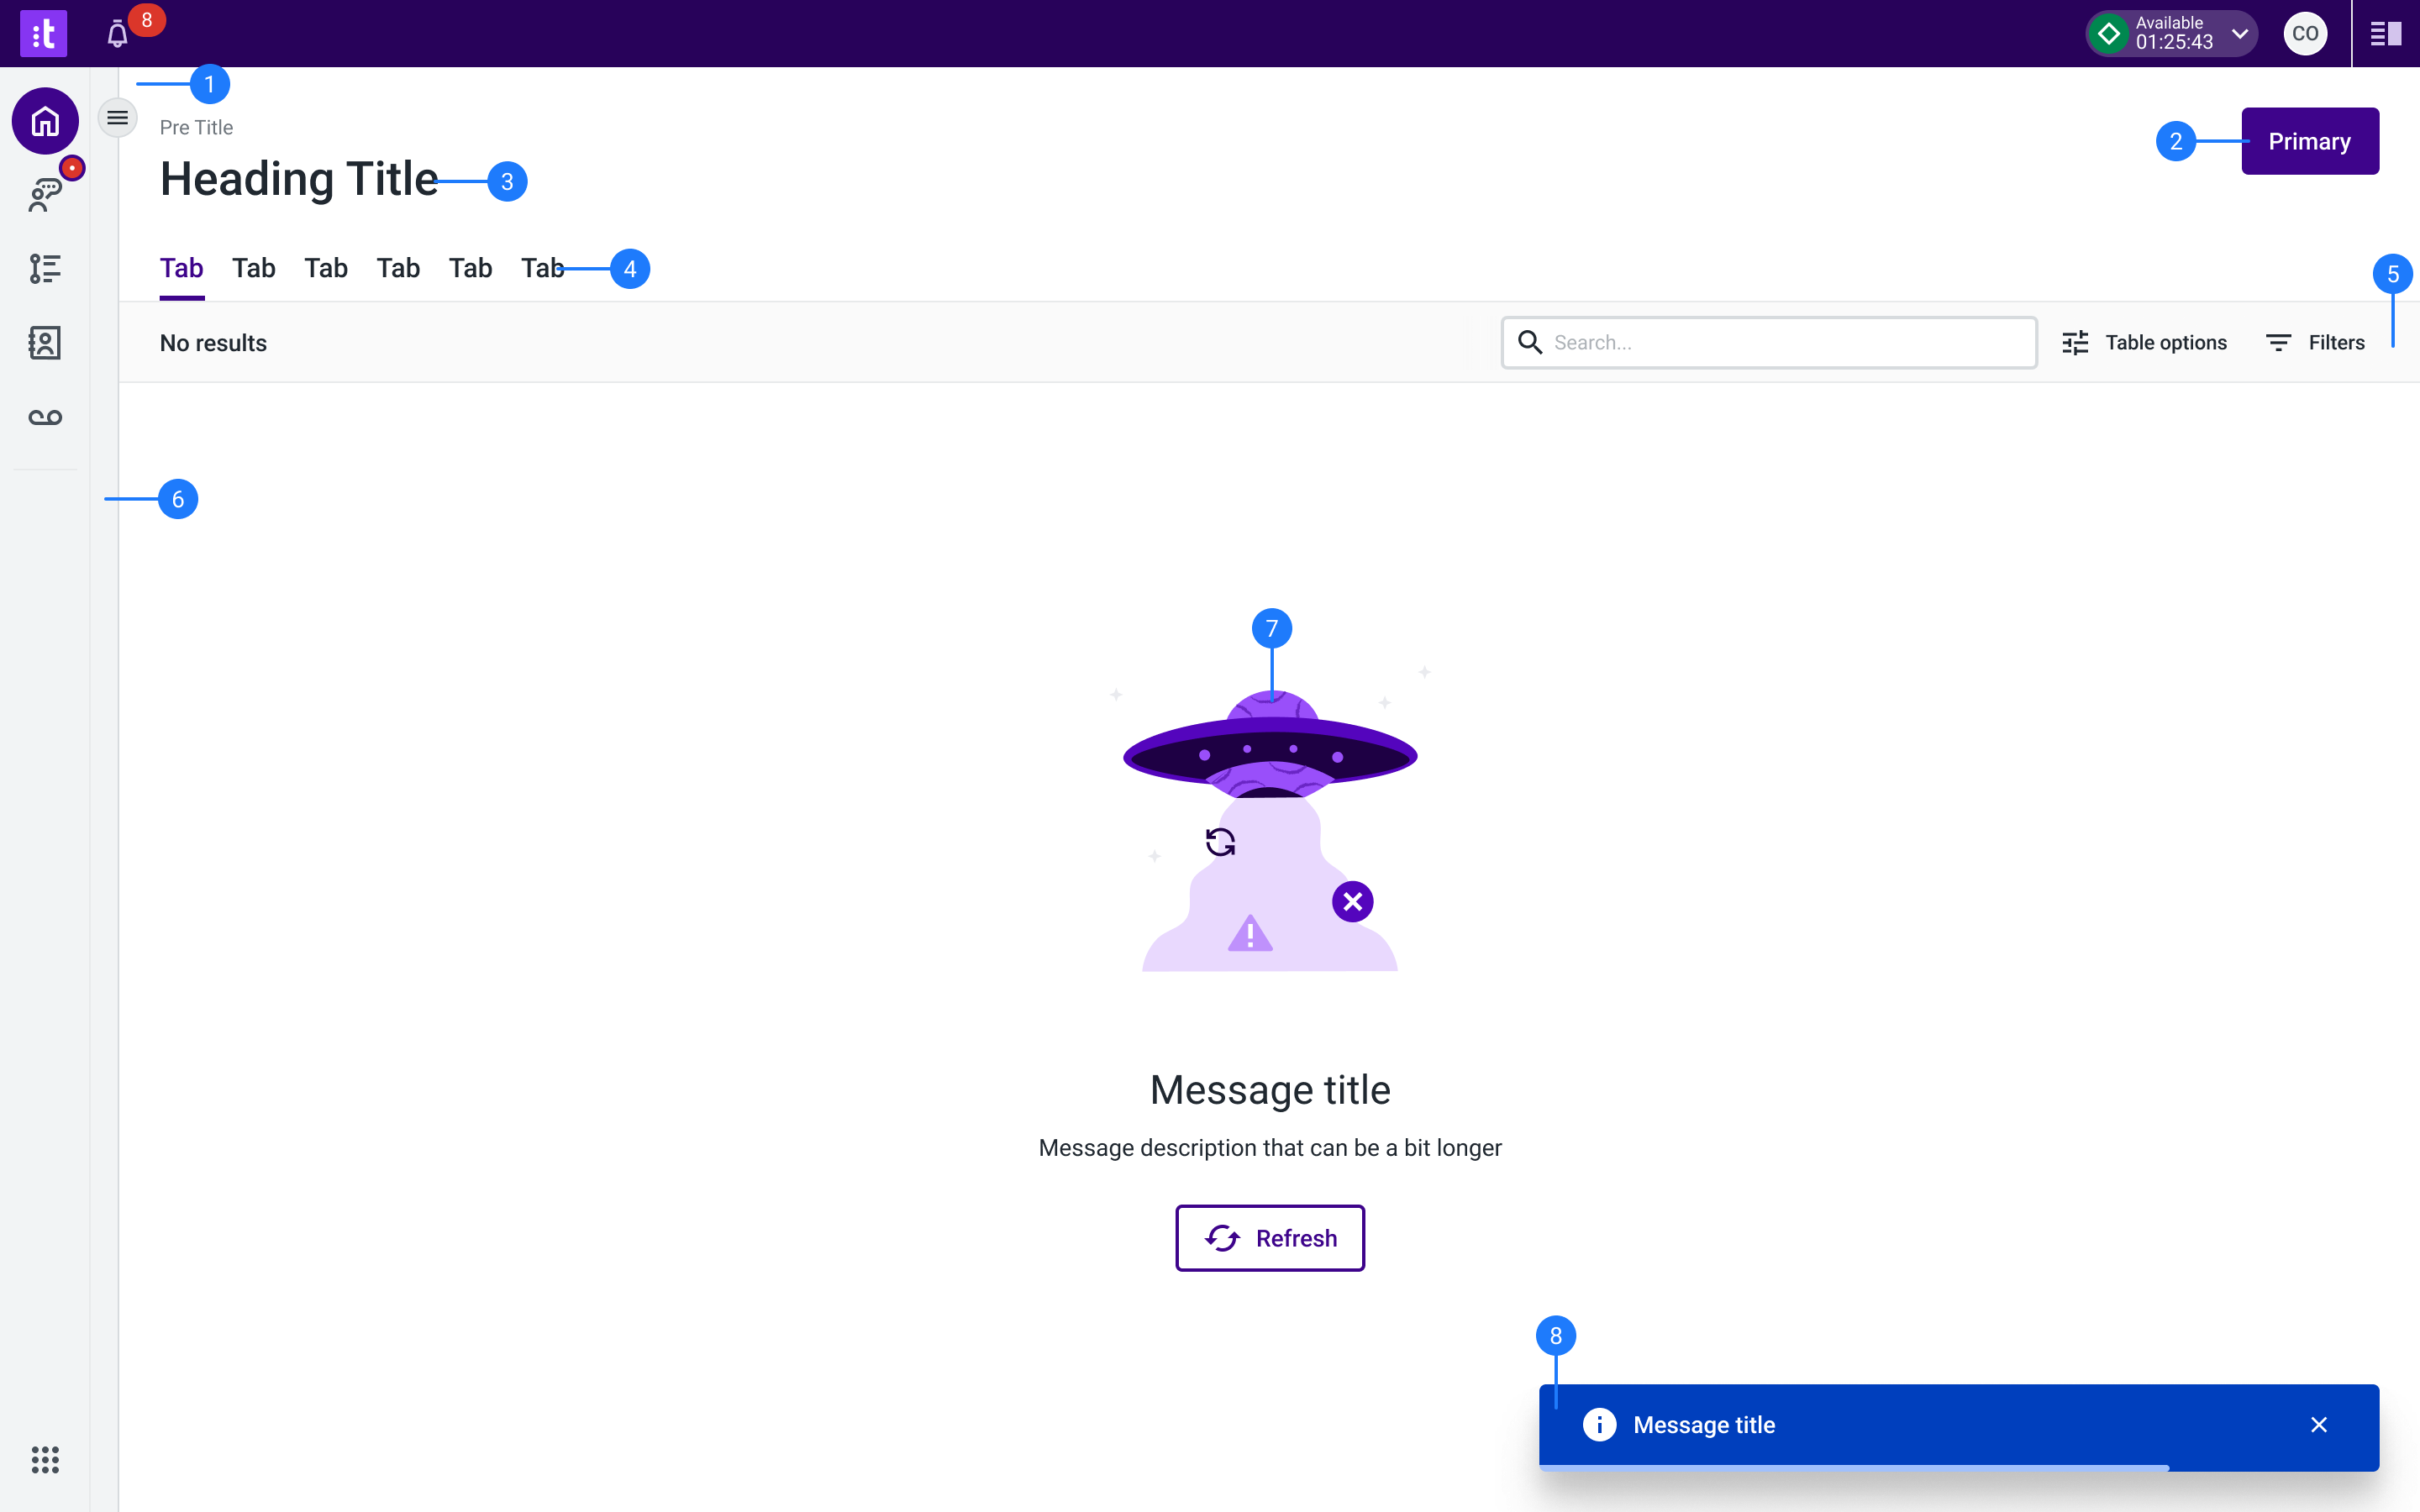 :t
8
Available
01:25:43
CO
1
Pre Title
2
Primary
Heading Title
3
Tab Tab Tab Tab Tab Tab
4
5
No results
Search...
Table options
Filters
6
7
Message title
Message description that can be a bit longer
Refresh
8
Message title